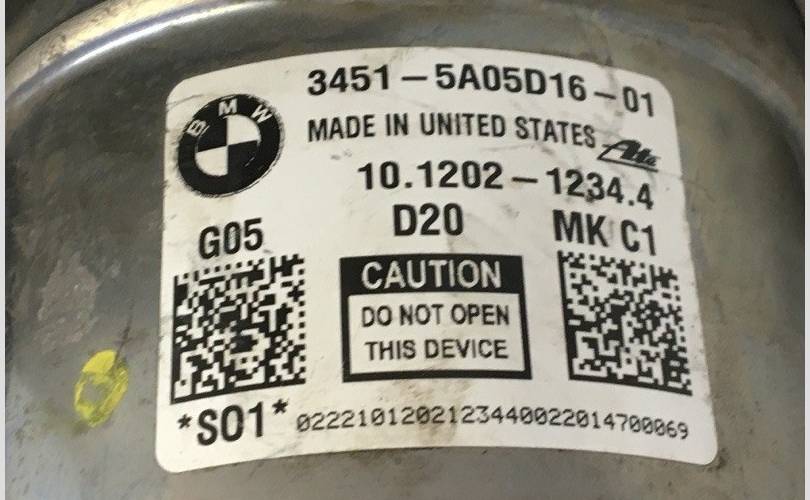 BMW
3451-5A05D16-01
MADE IN UNITED STATES
Ate
10.1202-1234.4
G05
D20
MK C1
CAUTION
DO NOT OPEN
THIS DEVICE
*S01*
022210120212344002201470069